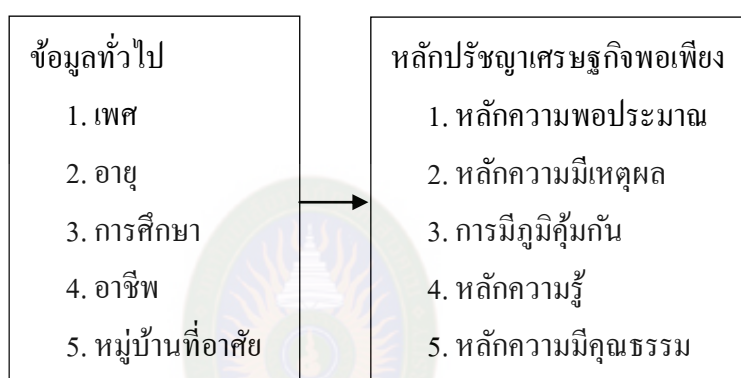 ข้อมูลทั่วไป
1. เพศ
2. อายุ
3. การศึกษา
4. อาชีพ
5. หมู่บ้านที่อาศัย
หลักปรัชญาเศรษฐกิจพอเพียง
1. หลักความพอประมาณ
2. หลักความมีเหตุผล
3. การมีภูมิคุ้มกัน
4. หลักความรู้
5. หลักความมีคุณธรรม